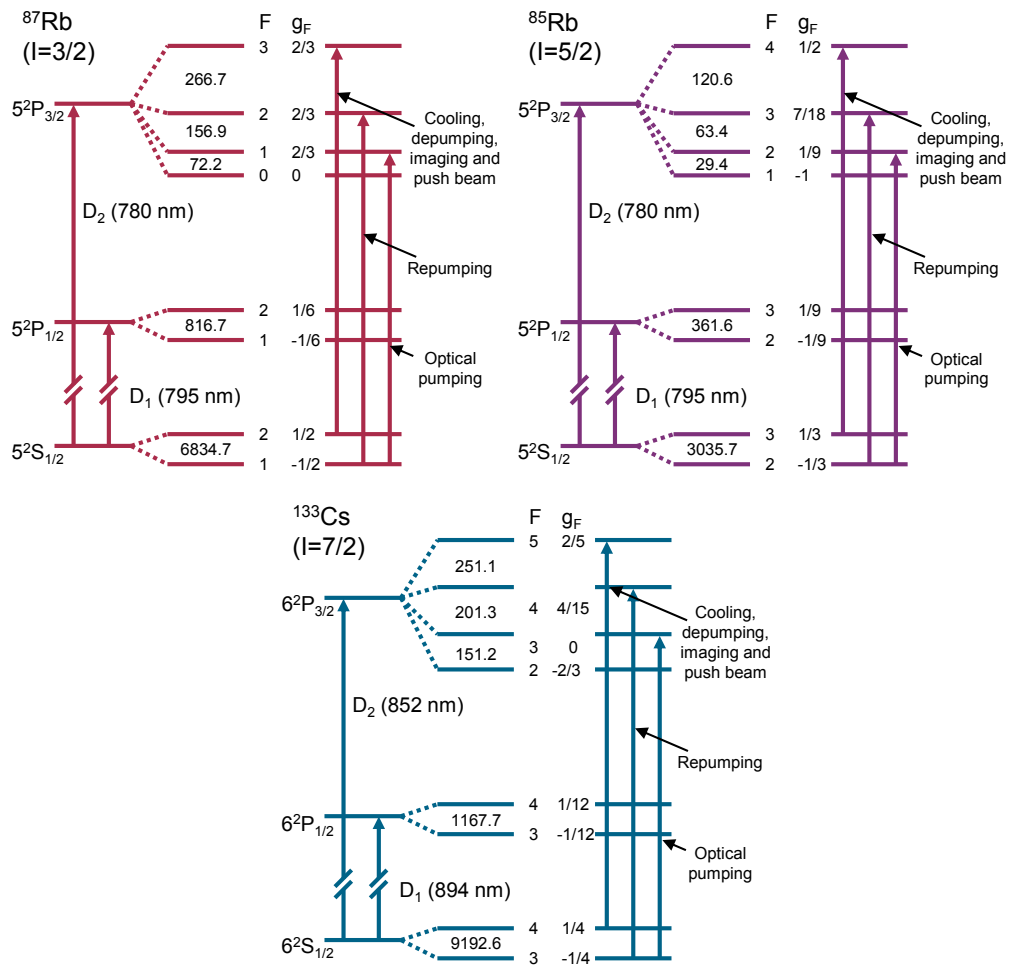 ⁸⁷Rb
(I=3/2)
F g_F
3 2/3
266.7
5²P₃/₂
2 2/3
156.9
1 2/3
72.2
0 0
Cooling,
depumping,
imaging and
push beam
D₂ (780 nm)
Repumping
2 1/6
5²P₁/₂
816.7
1 -1/6
Optical
pumping
D₁ (795 nm)
2 1/2
5²S₁/₂
6834.7
1 -1/2
⁸⁵Rb
(I=5/2)
F g_F
4 1/2
120.6
5²P₃/₂
3 7/18
63.4
2 1/9
29.4
1 -1
Cooling,
depumping,
imaging and
push beam
D₂ (780 nm)
Repumping
3 1/9
5²P₁/₂
361.6
2 -1/9
Optical
pumping
D₁ (795 nm)
3 1/3
5²S₁/₂
3035.7
2 -1/3
¹³³Cs
(I=7/2)
F g_F
5 2/5
251.1
6²P₃/₂
201.3
4 4/15
3 0
151.2
2 -2/3
Cooling,
depumping,
imaging and
push beam
D₂ (852 nm)
Repumping
4 1/12
6²P₁/₂
1167.7
3 -1/12
Optical
pumping
D₁ (894 nm)
4 1/4
6²S₁/₂
9192.6
3 -1/4